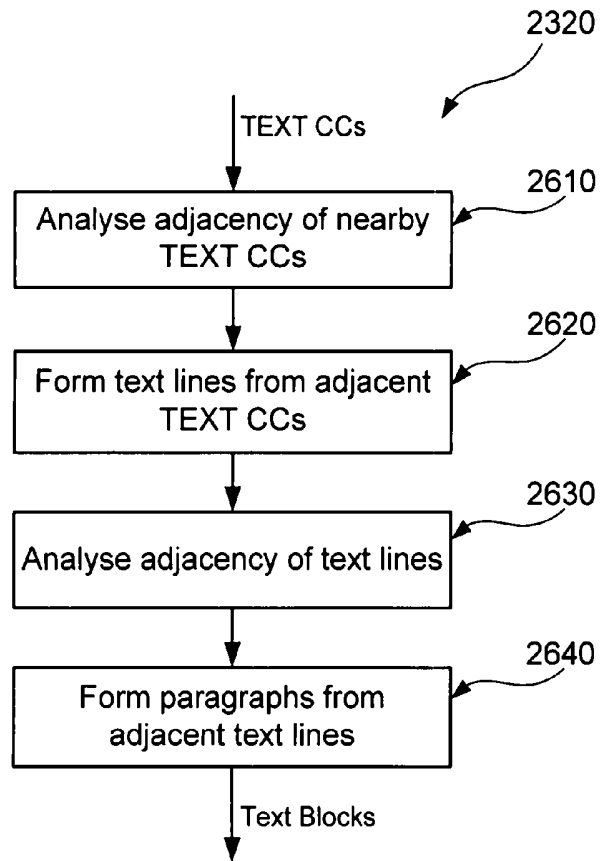 2320
TEXT CCs
2610
Analyse adjacency of nearby
TEXT CCs
2620
Form text lines from adjacent
TEXT CCs
2630
Analyse adjacency of text lines
2640
Form paragraphs from
adjacent text lines
Text Blocks